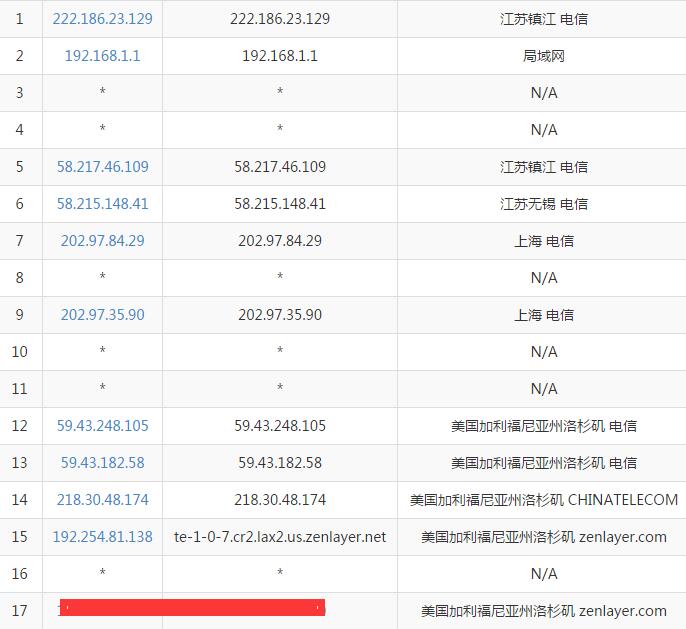 1 222.186.23.129 222.186.23.129 江苏镇江 电信
2 192.168.1.1 192.168.1.1 局域网
3 * * N/A
4 * * N/A
5 58.217.46.109 58.217.46.109 江苏镇江 电信
6 58.215.148.41 58.215.148.41 江苏无锡 电信
7 202.97.84.29 202.97.84.29 上海 电信
8 * * N/A
9 202.97.35.90 202.97.35.90 上海 电信
10 * * N/A
11 * * N/A
12 59.43.248.105 59.43.248.105 美国加利福尼亚州洛杉矶 电信
13 59.43.182.58 59.43.182.58 美国加利福尼亚州洛杉矶 电信
14 218.30.48.174 218.30.48.174 美国加利福尼亚州洛杉矶 CHINATELECOM
15 192.254.81.138 te-1-0-7.cr2.lax2.us.zenlayer.net 美国加利福尼亚州洛杉矶 zenlayer.com
16 * * N/A
17 美国加利福尼亚州洛杉矶 zenlayer.com